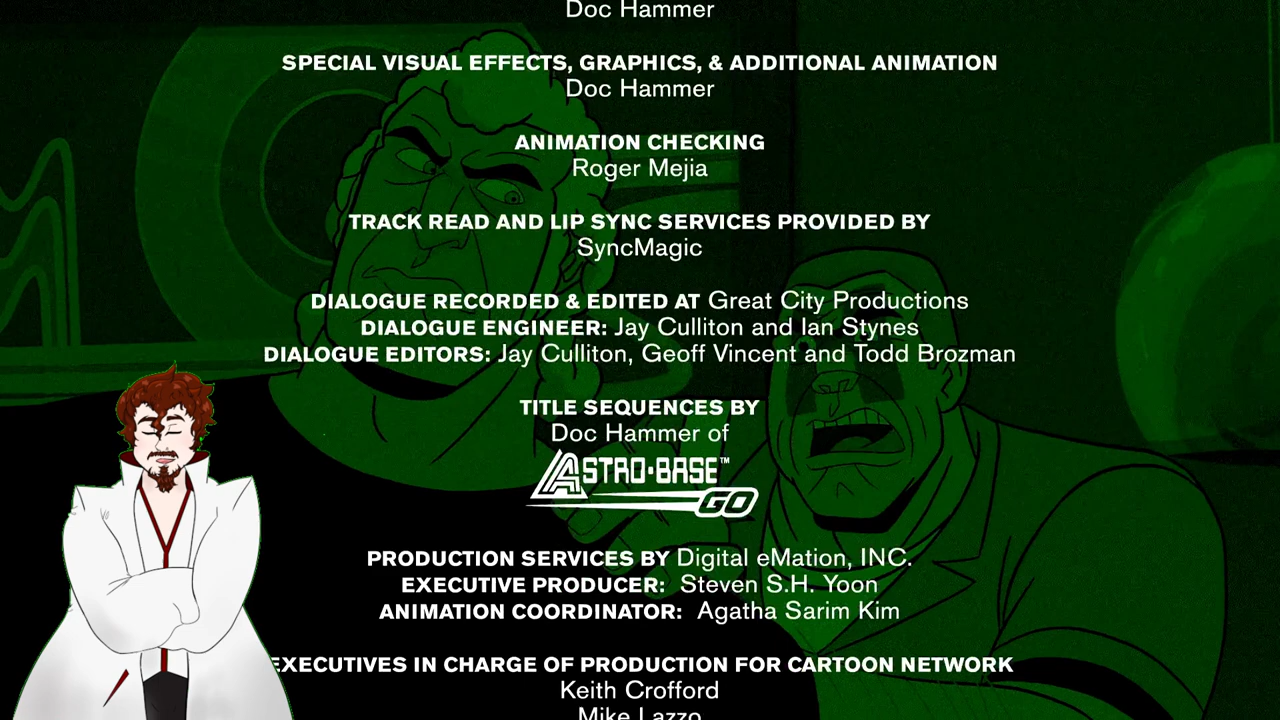 Doc Hammer
SPECIAL VISUAL EFFECTS, GRAPHICS, & ADDITIONAL ANIMATION
Doc Hammer
ANIMATION CHECKING
Roger Mejia
TRACK READ AND LIP SYNC SERVICES PROVIDED BY
SyncMagic
DIALOGUE RECORDED & EDITED AT Great City Productions
DIALOGUE ENGINEER: Jay Culliton and Ian Stynes
DIALOGUE EDITORS: Jay Culliton, Geoff Vincent and Todd Brozman
TITLE SEQUENCES BY
Doc Hammer of
ASTRO•BASE™
GO
PRODUCTION SERVICES BY Digital eMation, INC.
EXECUTIVE PRODUCER: Steven S.H. Yoon
ANIMATION COORDINATOR: Agatha Sarim Kim
EXECUTIVES IN CHARGE OF PRODUCTION FOR CARTOON NETWORK
Keith Crofford
Mike Lazzo